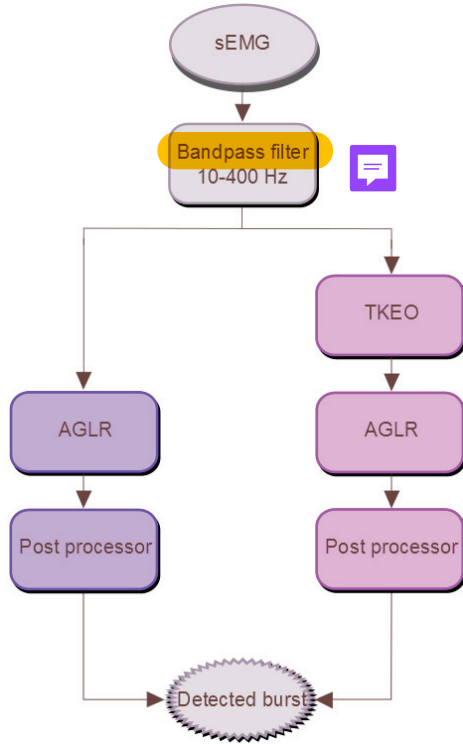 sEMG
Bandpass filter
10-400 Hz
TKEO
AGLR
AGLR
Post processor
Post processor
Detected burst